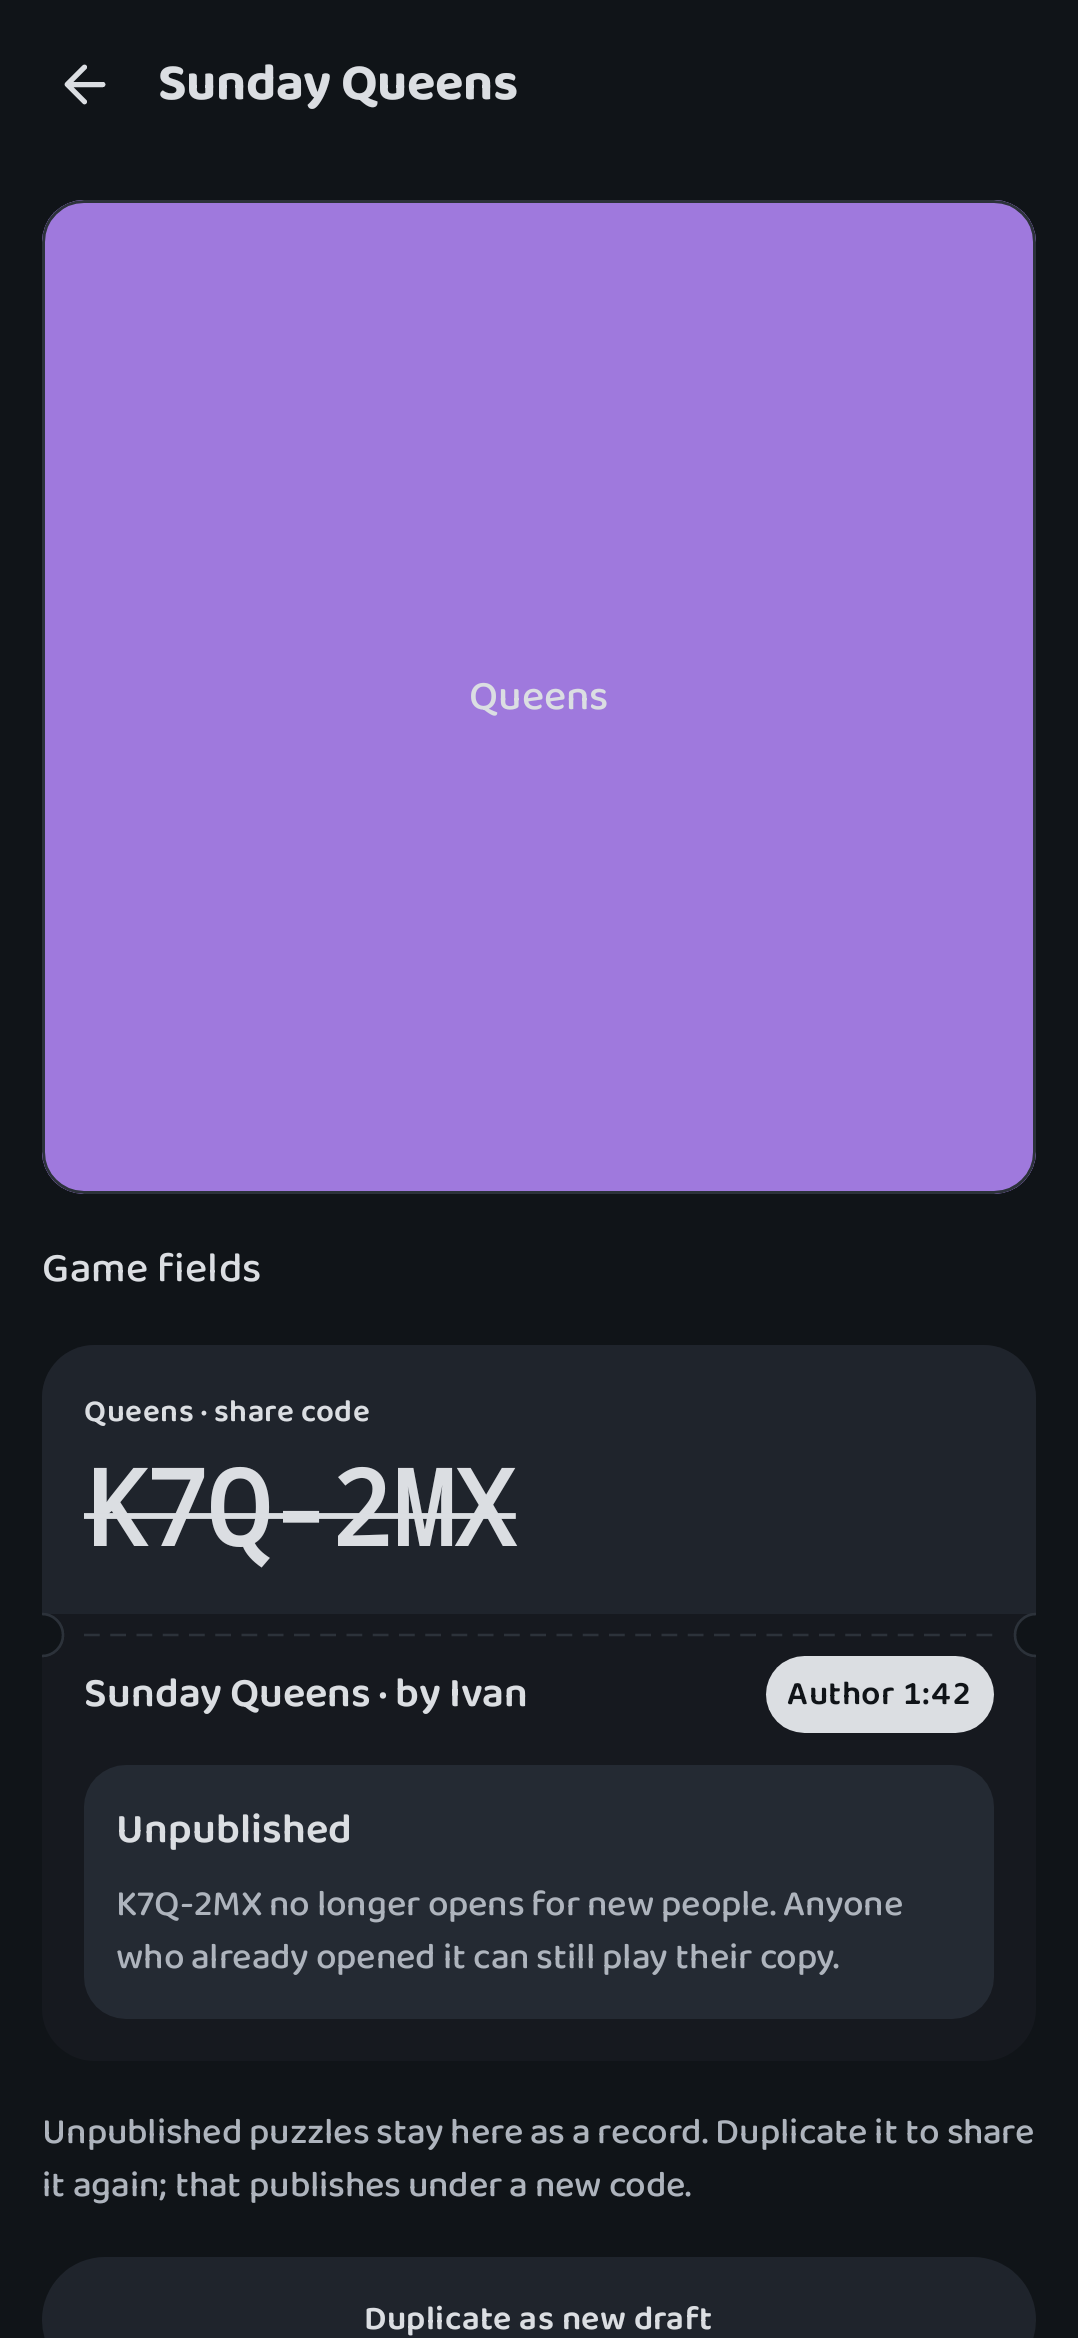 Sunday Queens
Queens
Game fields
Queens · share code
K7Q-2MX
Sunday Queens · by Ivan
Author 1:42
Unpublished
K7Q-2MX no longer opens for new people. Anyone
who already opened it can still play their copy.
Unpublished puzzles stay here as a record. Duplicate it to share
it again; that publishes under a new code.
Duplicate as new draft